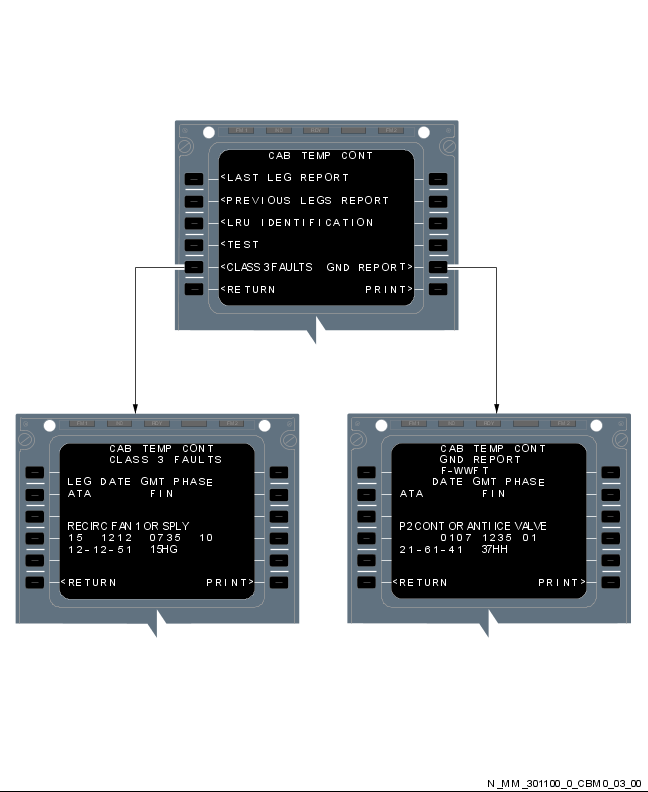 CAB TEMP CONT
<LAST LEG REPORT
<PREVIOUS LEGS REPORT
<LRU IDENTIFICATION
<TEST
<CLASS 3 FAULTS GND REPORT>
<RETURN PRINT>
CAB TEMP CONT
CLASS 3 FAULTS
LEG DATE GMT PHASE
ATA FIN
RECIRC FAN 1 OR SPLY
15 1212 0735 10
12-12-51 15HG
<RETURN PRINT>
CAB TEMP CONT
GND REPORT
F-WWFT
DATE GMT PHASE
ATA FIN
P2 CONT OR ANTI ICE VALVE
0107 1235 01
21-61-41 37HH
<RETURN PRINT>
N_MM_301100_0_CBM0_03_00